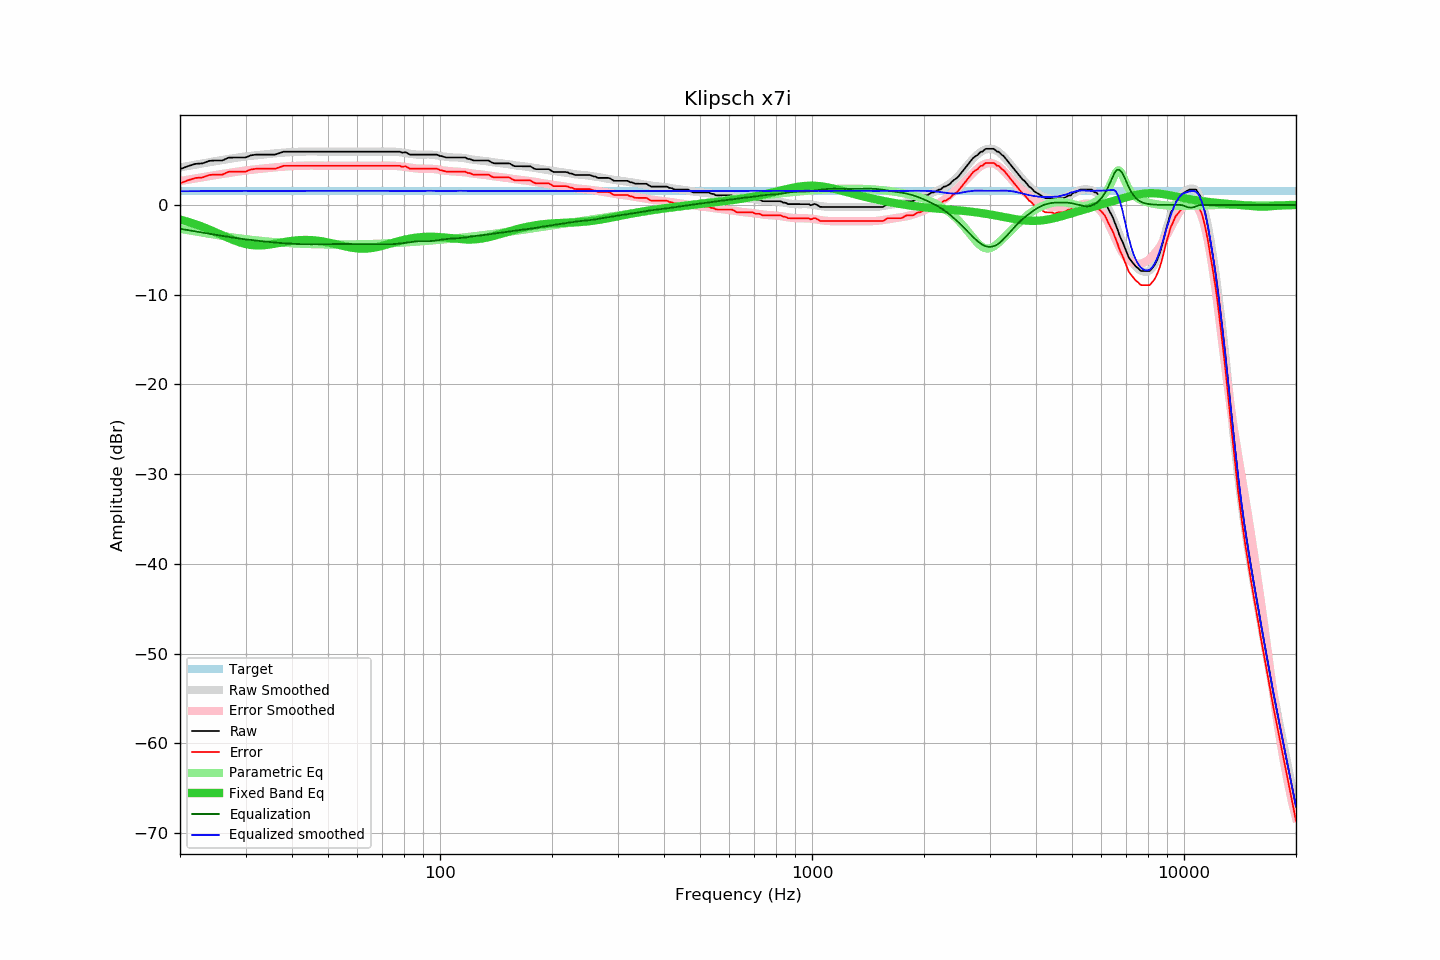 Klipsch x7i
Amplitude (dBr)
0
−10
−20
−30
−40
−50
−60
−70
Target
Raw Smoothed
Error Smoothed
Raw
Error
Parametric Eq
Fixed Band Eq
Equalization
Equalized smoothed
100 1000 10000
Frequency (Hz)